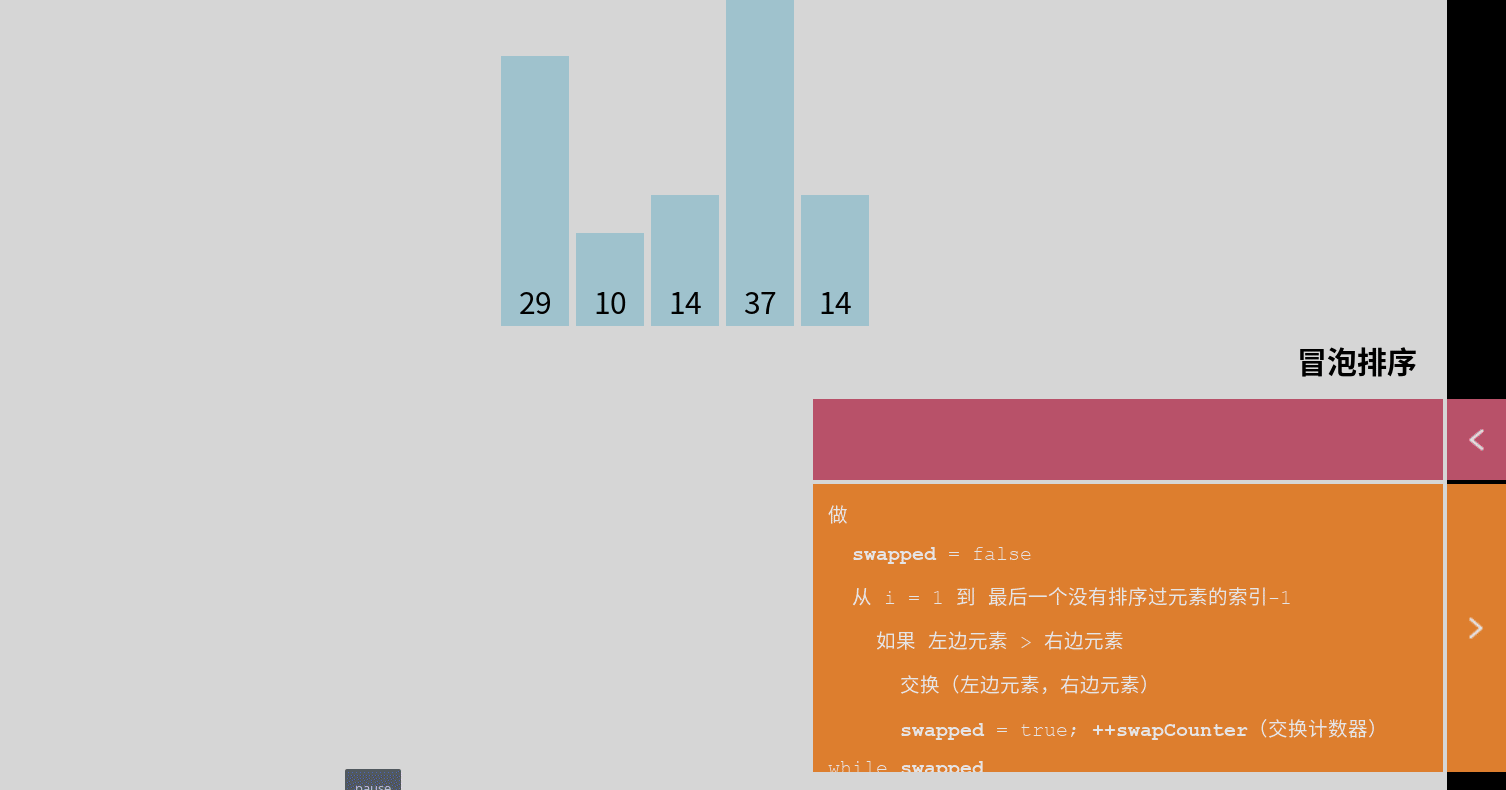 29 10 14 37 14
冒泡排序
做
swapped = false
从 i = 1 到 最后一个没有排序过元素的索引-1
如果 左边元素 > 右边元素
交换（左边元素，右边元素）
swapped = true; ++swapCounter（交换计数器）
while swapped
pause